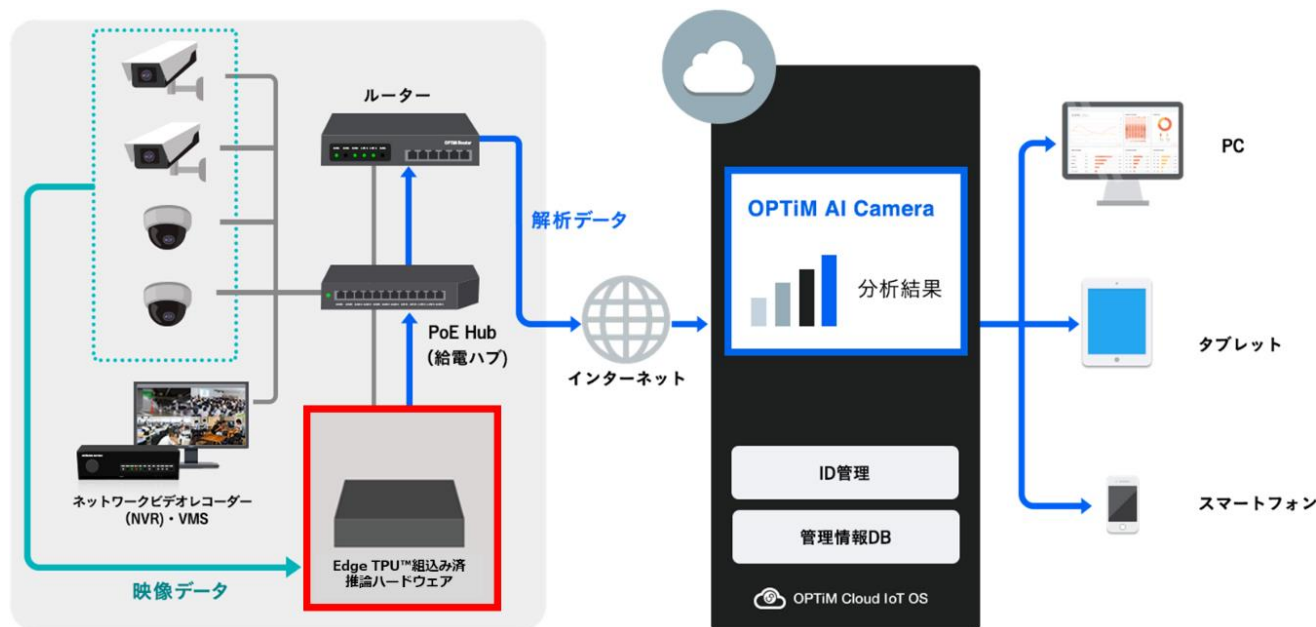 ルーター
OPTiM Router
解析データ
PoE Hub
(給電ハブ)
インターネット
ネットワークビデオレコーダー
(NVR)・VMS
Edge TPU™組込み済
推論ハードウェア
映像データ
OPTiM AI Camera
分析結果
ID管理
管理情報DB
OPTiM Cloud IoT OS
PC
タブレット
スマートフォン